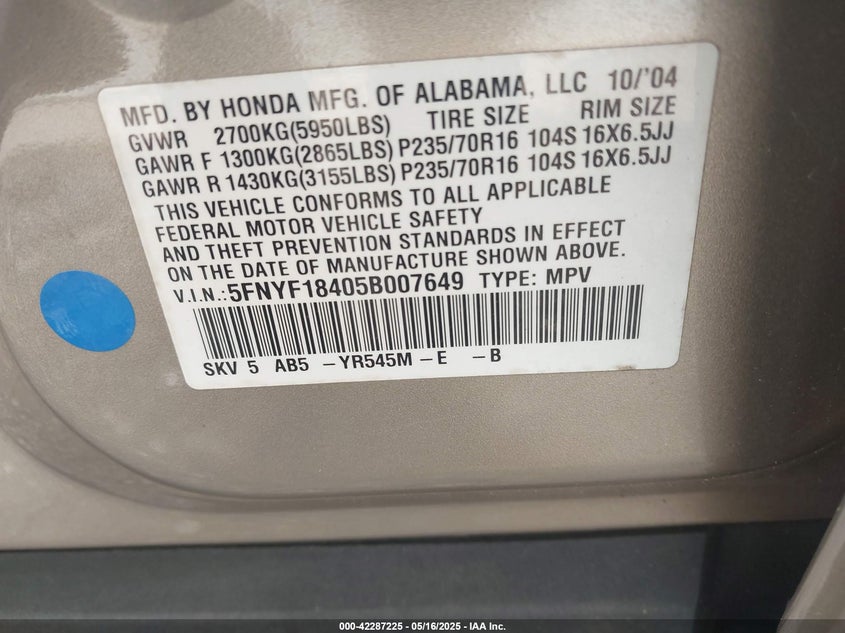 MFD. BY HONDA MFG. OF ALABAMA, LLC 10/'04
GVWR 2700KG(5950LBS) TIRE SIZE RIM SIZE
GAWR F 1300KG(2865LBS) P235/70R16 104S 16X6.5JJ
GAWR R 1430KG(3155LBS) P235/70R16 104S 16X6.5JJ
THIS VEHICLE CONFORMS TO ALL APPLICABLE
FEDERAL MOTOR VEHICLE SAFETY
AND THEFT PREVENTION STANDARDS IN EFFECT
ON THE DATE OF MANUFACTURE SHOWN ABOVE.
V.I.N.:5FNYF18405B007649 TYPE: MPV
SKV 5 AB5 -YR545M -E -B
000-42287225 - 05/16/2025 - IAA Inc.